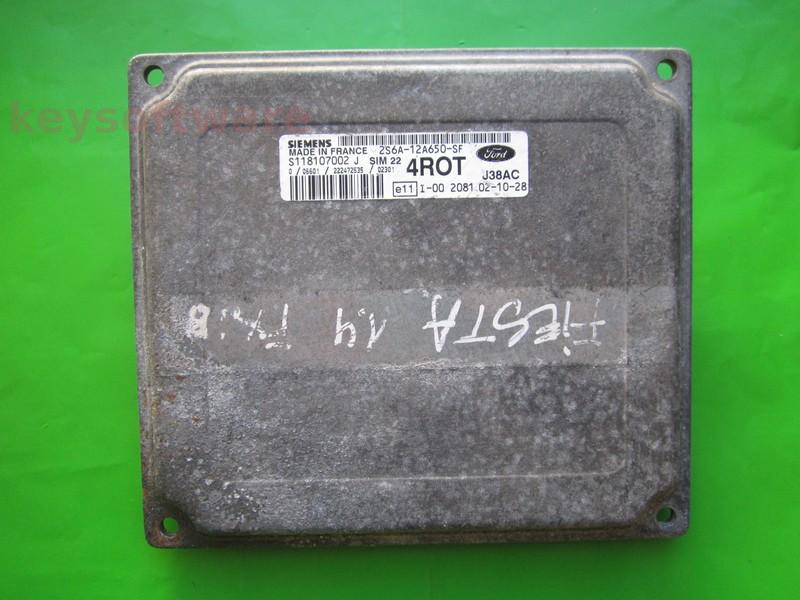 keysoftware
SIEMENS
MADE IN FRANCE 2S6A-12A650-SF
S118107002 J SIM 22 4ROT Ford
0 / 06601 / 222472535 / 02301 J38AC
e11 I-00 2081 02-10-28
FiESTA 1,4